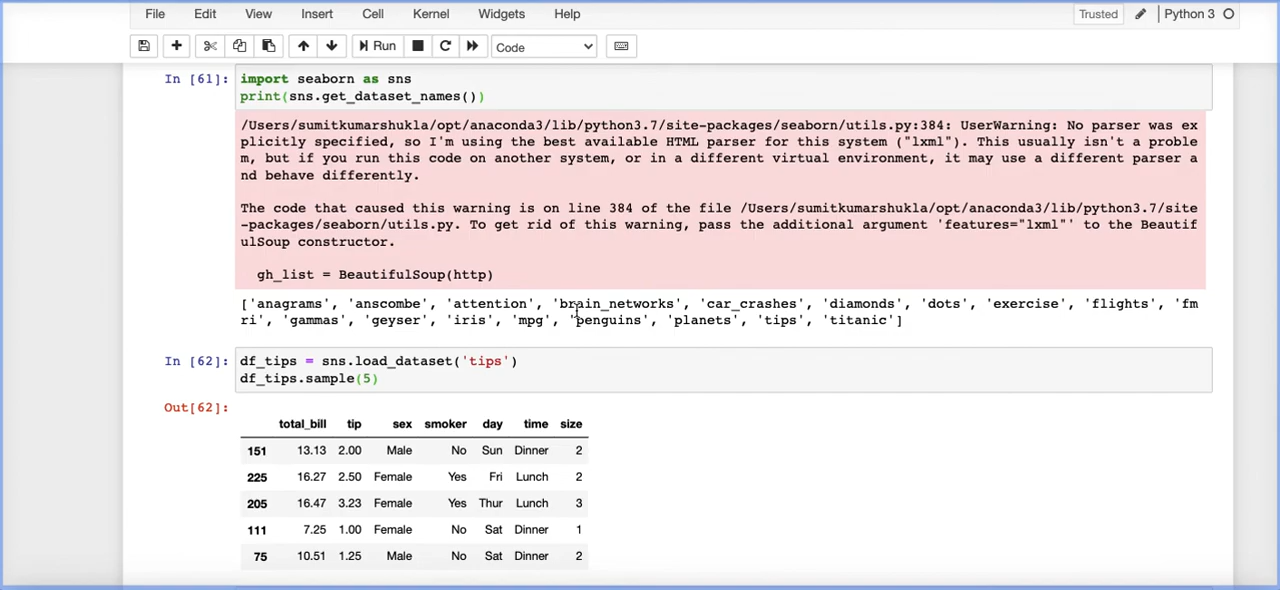 File Edit View Insert Cell Kernel Widgets Help Trusted Python 3
Run Code
In [61]: import seaborn as sns
print(sns.get_dataset_names())
/Users/sumitkumarshukla/opt/anaconda3/lib/python3.7/site-packages/seaborn/utils.py:384: UserWarning: No parser was ex
plicitly specified, so I'm using the best available HTML parser for this system ("lxml"). This usually isn't a proble
m, but if you run this code on another system, or in a different virtual environment, it may use a different parser a
nd behave differently.
The code that caused this warning is on line 384 of the file /Users/sumitkumarshukla/opt/anaconda3/lib/python3.7/site
-packages/seaborn/utils.py. To get rid of this warning, pass the additional argument 'features="lxml"' to the Beautif
ulSoup constructor.
gh_list = BeautifulSoup(http)
['anagrams', 'anscombe', 'attention', 'brain_networks', 'car_crashes', 'diamonds', 'dots', 'exercise', 'flights', 'fm
ri', 'gammas', 'geyser', 'iris', 'mpg', 'penguins', 'planets', 'tips', 'titanic']
In [62]: df_tips = sns.load_dataset('tips')
df_tips.sample(5)
Out[62]:
total_bill tip sex smoker day time size
151 13.13 2.00 Male No Sun Dinner 2
225 16.27 2.50 Female Yes Fri Lunch 2
205 16.47 3.23 Female Yes Thur Lunch 3
111 7.25 1.00 Female No Sat Dinner 1
75 10.51 1.25 Male No Sat Dinner 2